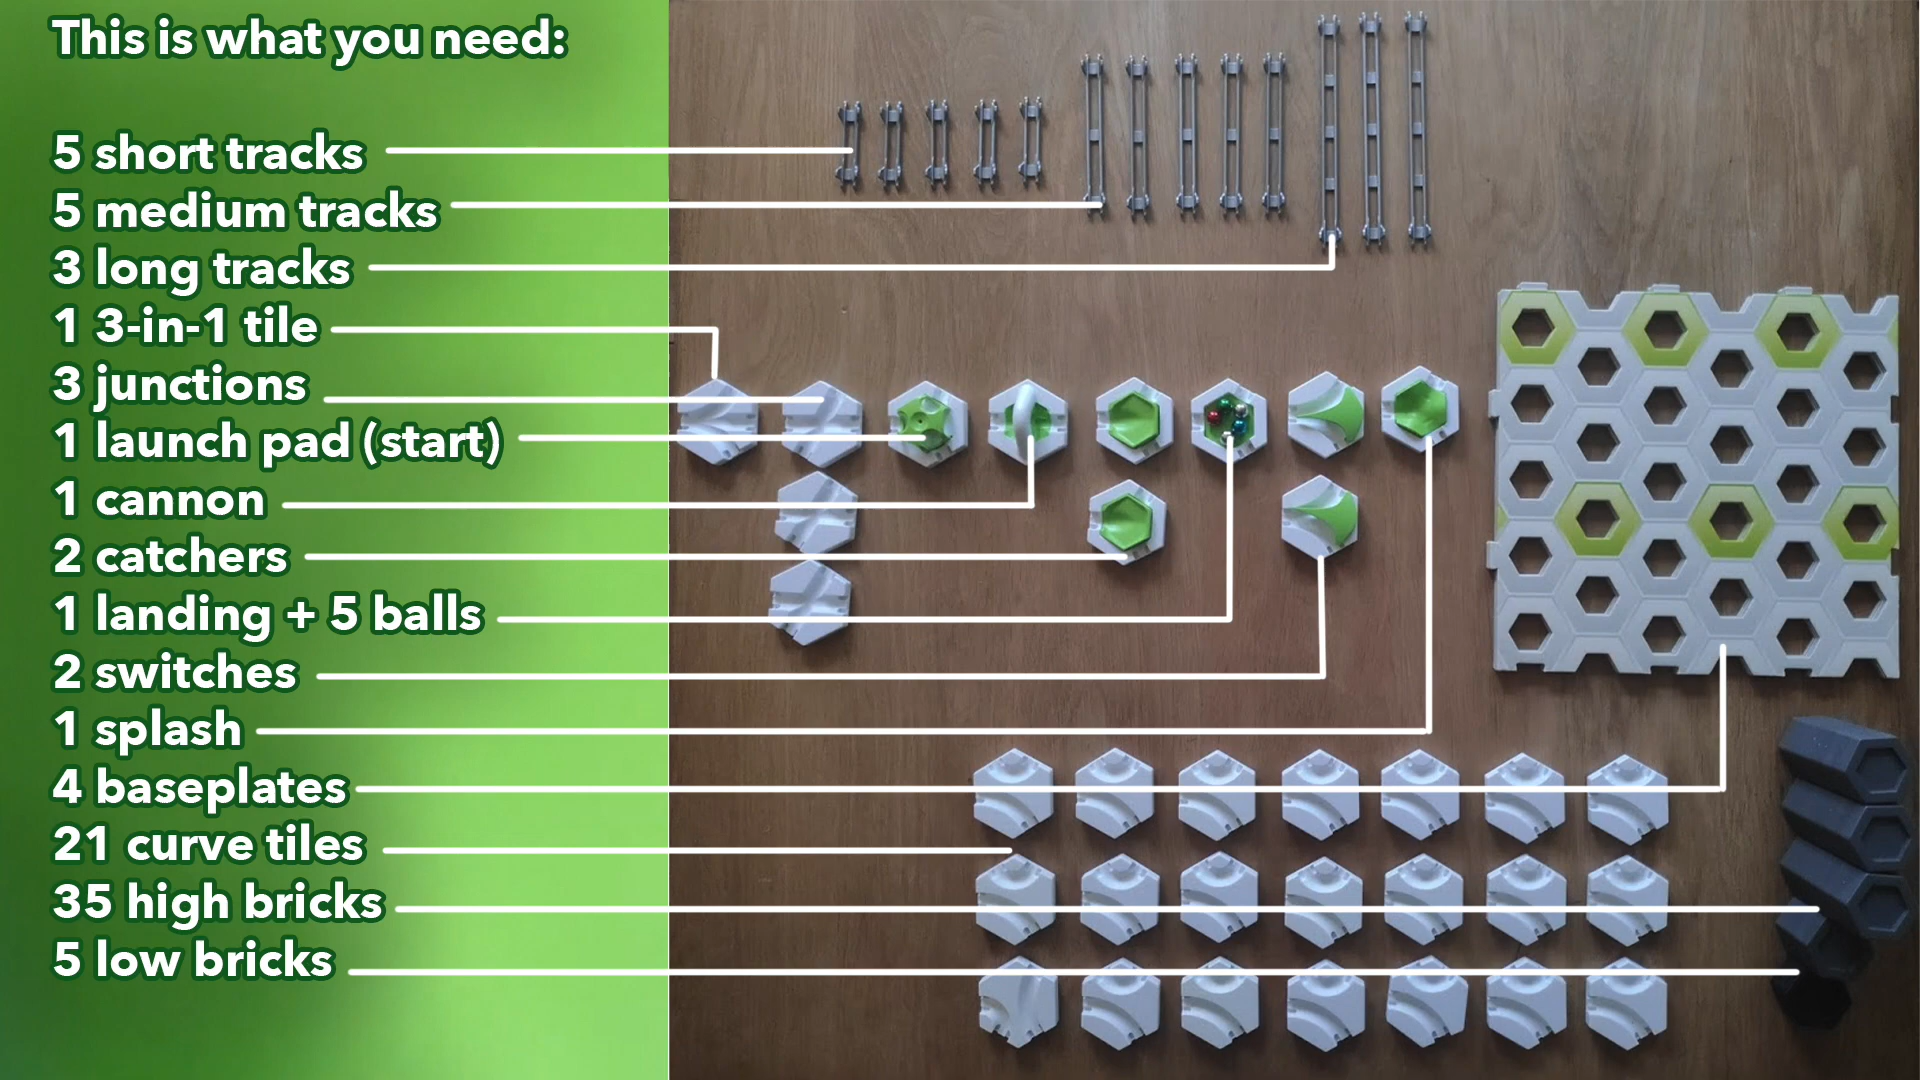 This is what you need:
5 short tracks
5 medium tracks
3 long tracks
1 3-in-1 tile
3 junctions
1 launch pad (start)
1 cannon
2 catchers
1 landing + 5 balls
2 switches
1 splash
4 baseplates
21 curve tiles
35 high bricks
5 low bricks